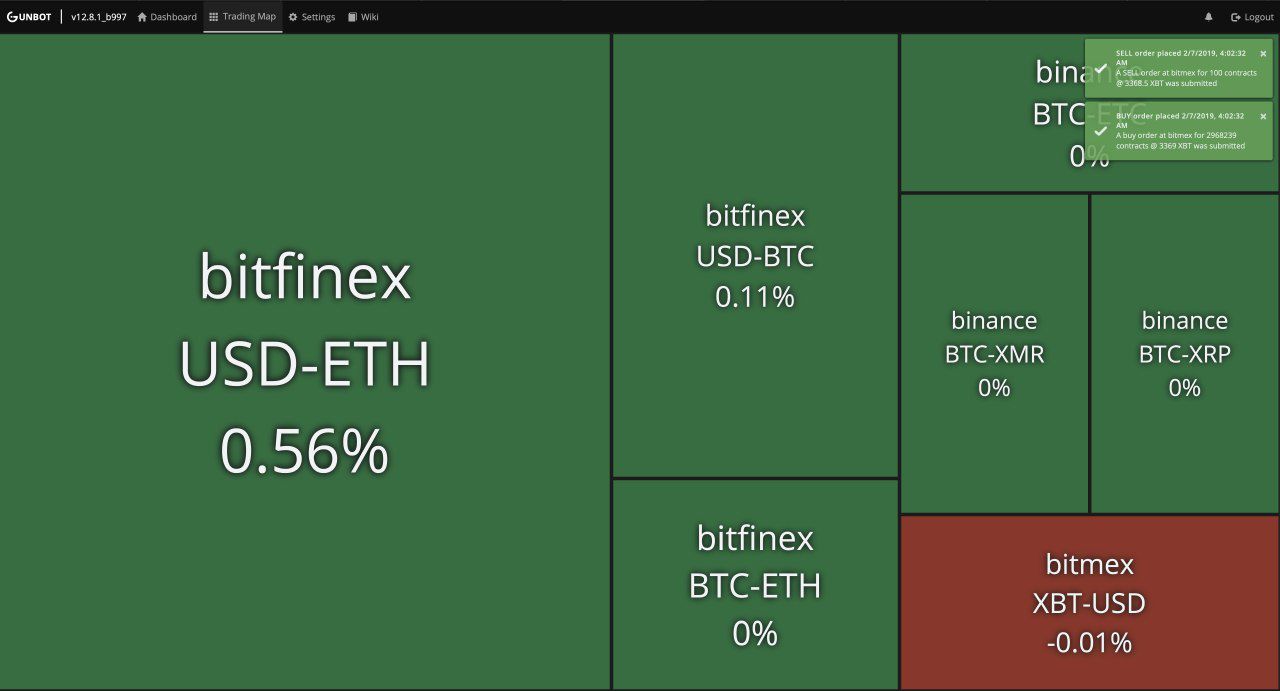 GUNBOT
v12.8.1_b997
Dashboard
Trading Map
Settings
Wiki
Logout
bitfinex
USD-ETH
0.56%
bitfinex
USD-BTC
0.11%
bitfinex
BTC-ETH
0%
binance
BTC-ETC
0%
SELL order placed 2/7/2019, 4:02:32
AM
A SELL order at bitmex for 100 contracts
@ 3368.5 XBT was submitted
BUY order placed 2/7/2019, 4:02:32
AM
A buy order at bitmex for 2968239
contracts @ 3369 XBT was submitted
binance
BTC-XMR
0%
binance
BTC-XRP
0%
bitmex
XBT-USD
-0.01%